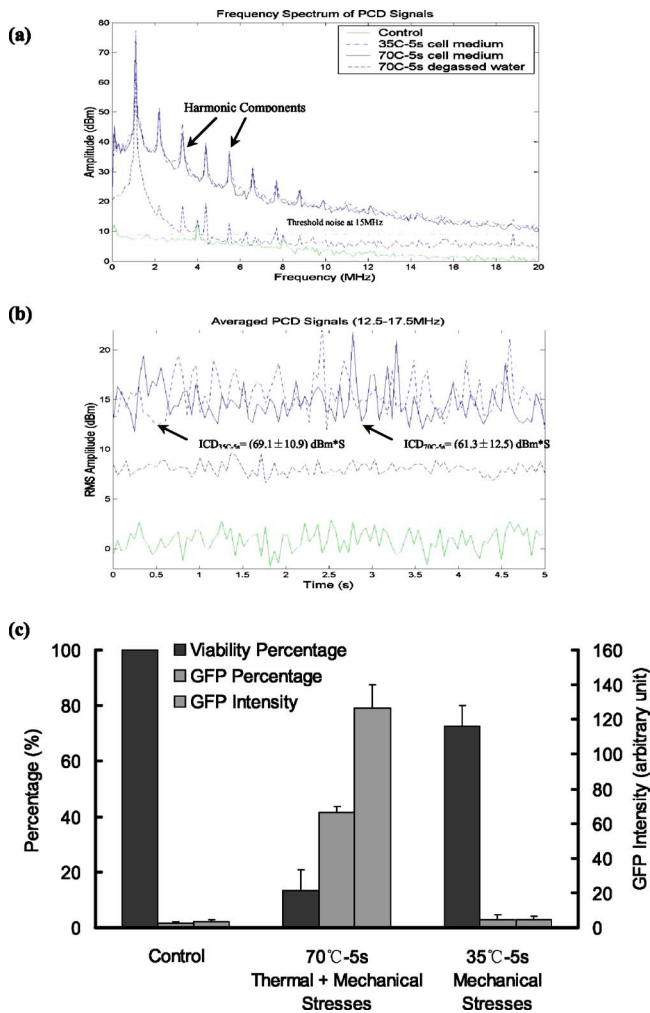 (a)
Frequency Spectrum of PCD Signals
Control
35C-5s cell medium
70C-5s cell medium
70C-5s degassed water
Harmonic Components
Threshold noise at 15MHz
Amplitude (dBm)
80
70
60
50
40
30
20
10
0
0 2 4 6 8 10 12 14 16 18 20
Frequency (MHz)
(b)
Averaged PCD Signals (12.5-17.5MHz)
ICD35C-5s= (69.1±10.9) dBm*S
ICD70C-5s= (61.3±12.5) dBm*S
RMS Amplitude (dBm)
20
15
10
5
0
0 0.5 1 1.5 2 2.5 3 3.5 4 4.5 5
Time (s)
(c)
Viability Percentage
GFP Percentage
GFP Intensity
Percentage (%)
100
80
60
40
20
0
GFP Intensity (arbitrary unit)
160
140
120
100
80
60
40
20
0
Control
70℃-5s
Thermal + Mechanical
Stresses
35℃-5s
Mechanical
Stresses